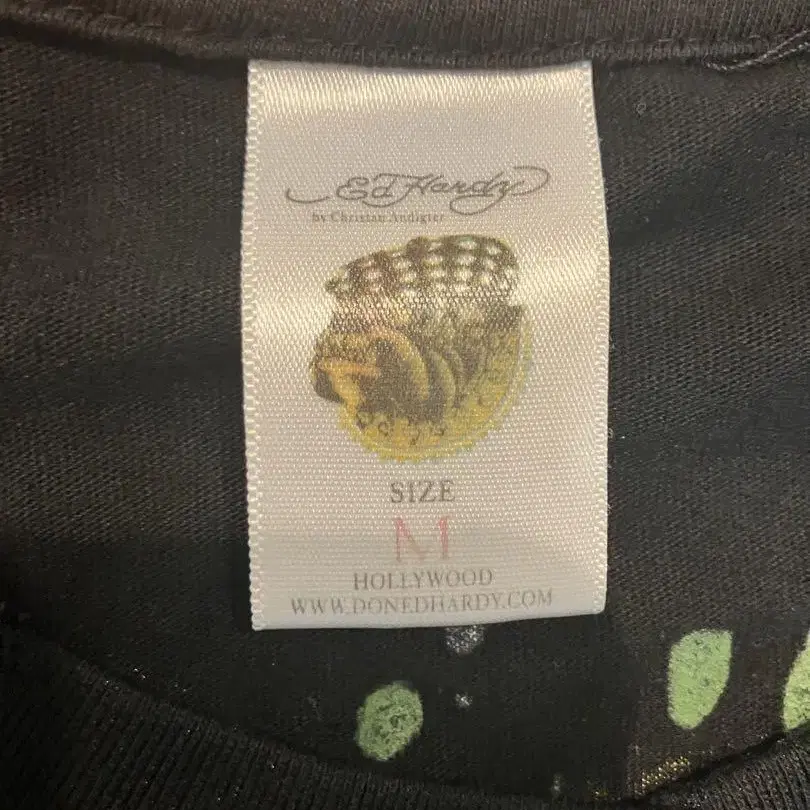 Ed Hardy
by Christian Audigier
SIZE
M
HOLLYWOOD
WWW.DONEDHARDY.COM